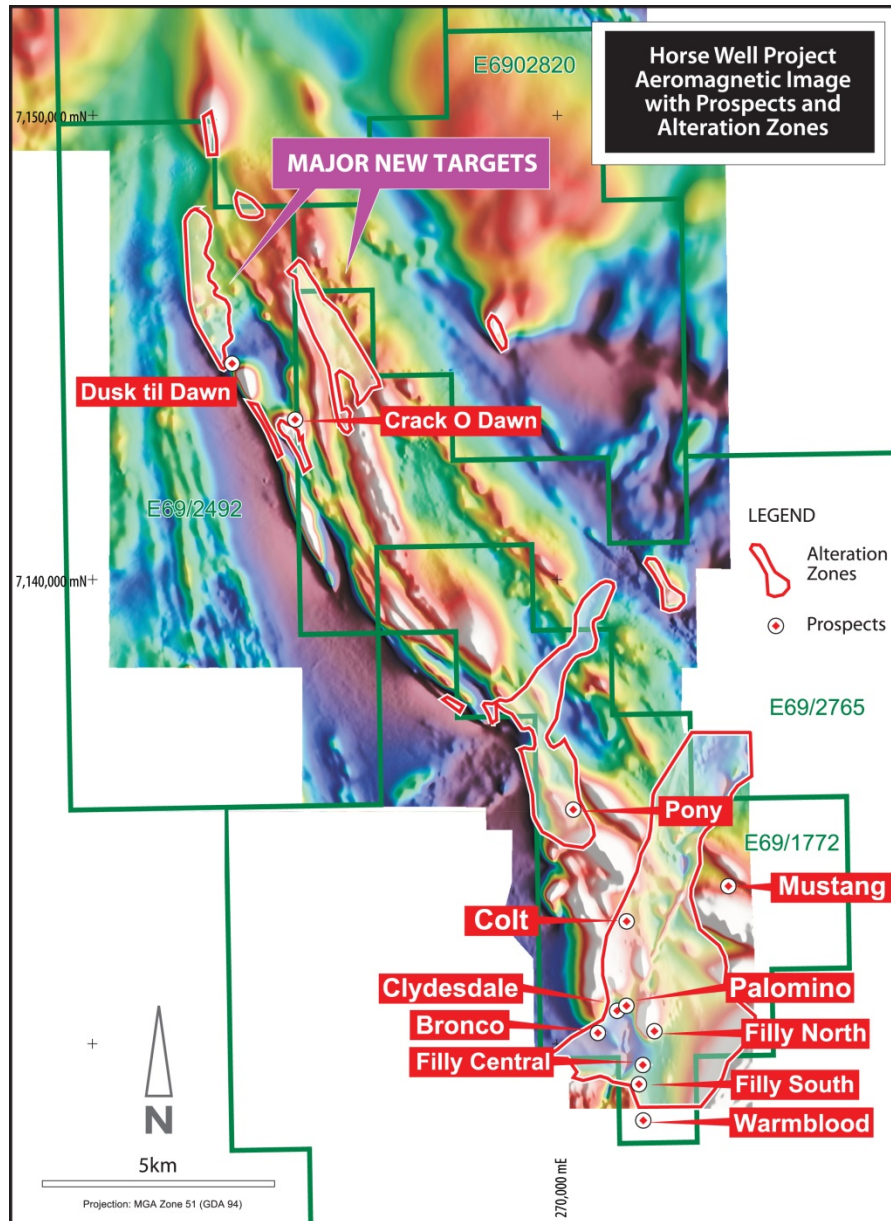 Horse Well Project
Aeromagnetic Image
with Prospects and
Alteration Zones
E6902820
7,150,000 mN
MAJOR NEW TARGETS
Dusk til Dawn
Crack O Dawn
E69/2492
LEGEND
Alteration
Zones
Prospects
7,140,000 mN
E69/2765
Pony
E69/1772
Mustang
Colt
Clydesdale
Palomino
Bronco
Filly North
Filly Central
Filly South
Warmblood
N
5km
Projection: MGA Zone 51 (GDA 94)
270,000 mE